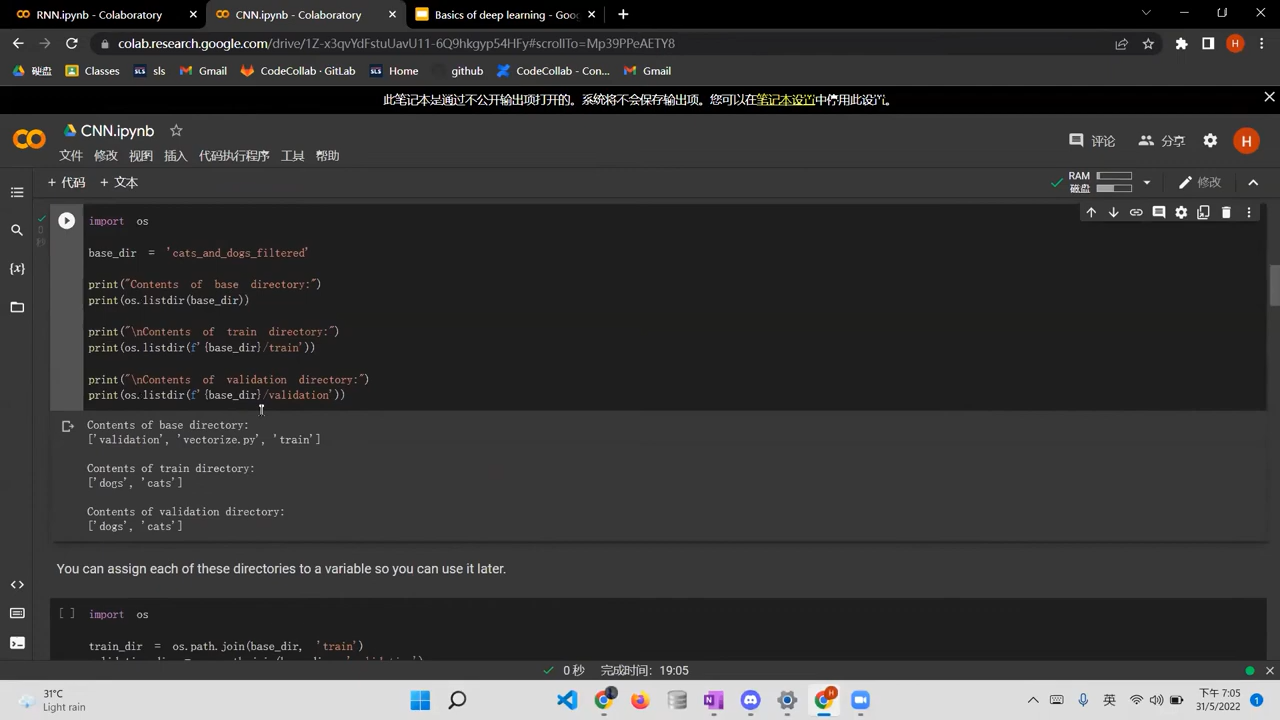 RNN.ipynb - Colaboratory
CNN.ipynb - Colaboratory
Basics of deep learning - Goo
colab.research.google.com/drive/1Z-x3qvYdFstuUavU11-6Q9hkgyp54HFy#scrollTo=Mp39PPeAETY8
H
硬盘
Classes
sls
Gmail
CodeCollab · GitLab
Home
github
CodeCollab - Con...
Gmail
此笔记本是通过不公开输出项打开的。系统将不会保存输出项。您可以在笔记本设置中停用此设置。
CNN.ipynb
评论
分享
H
文件 修改 视图 插入 代码执行程序 工具 帮助
+ 代码 + 文本
RAM
磁盘
修改
import os
base_dir = 'cats_and_dogs_filtered'
print("Contents of base directory:")
print(os.listdir(base_dir))
print("\nContents of train directory:")
print(os.listdir(f'{base_dir}/train'))
print("\nContents of validation directory:")
print(os.listdir(f'{base_dir}/validation'))
0
秒
Contents of base directory:
['validation', 'vectorize.py', 'train']
Contents of train directory:
['dogs', 'cats']
Contents of validation directory:
['dogs', 'cats']
You can assign each of these directories to a variable so you can use it later.
[ ]
import os
train_dir = os.path.join(base_dir, 'train')
0 秒 完成时间: 19:05
31°C
Light rain
英
下午 7:05
31/5/2022
1